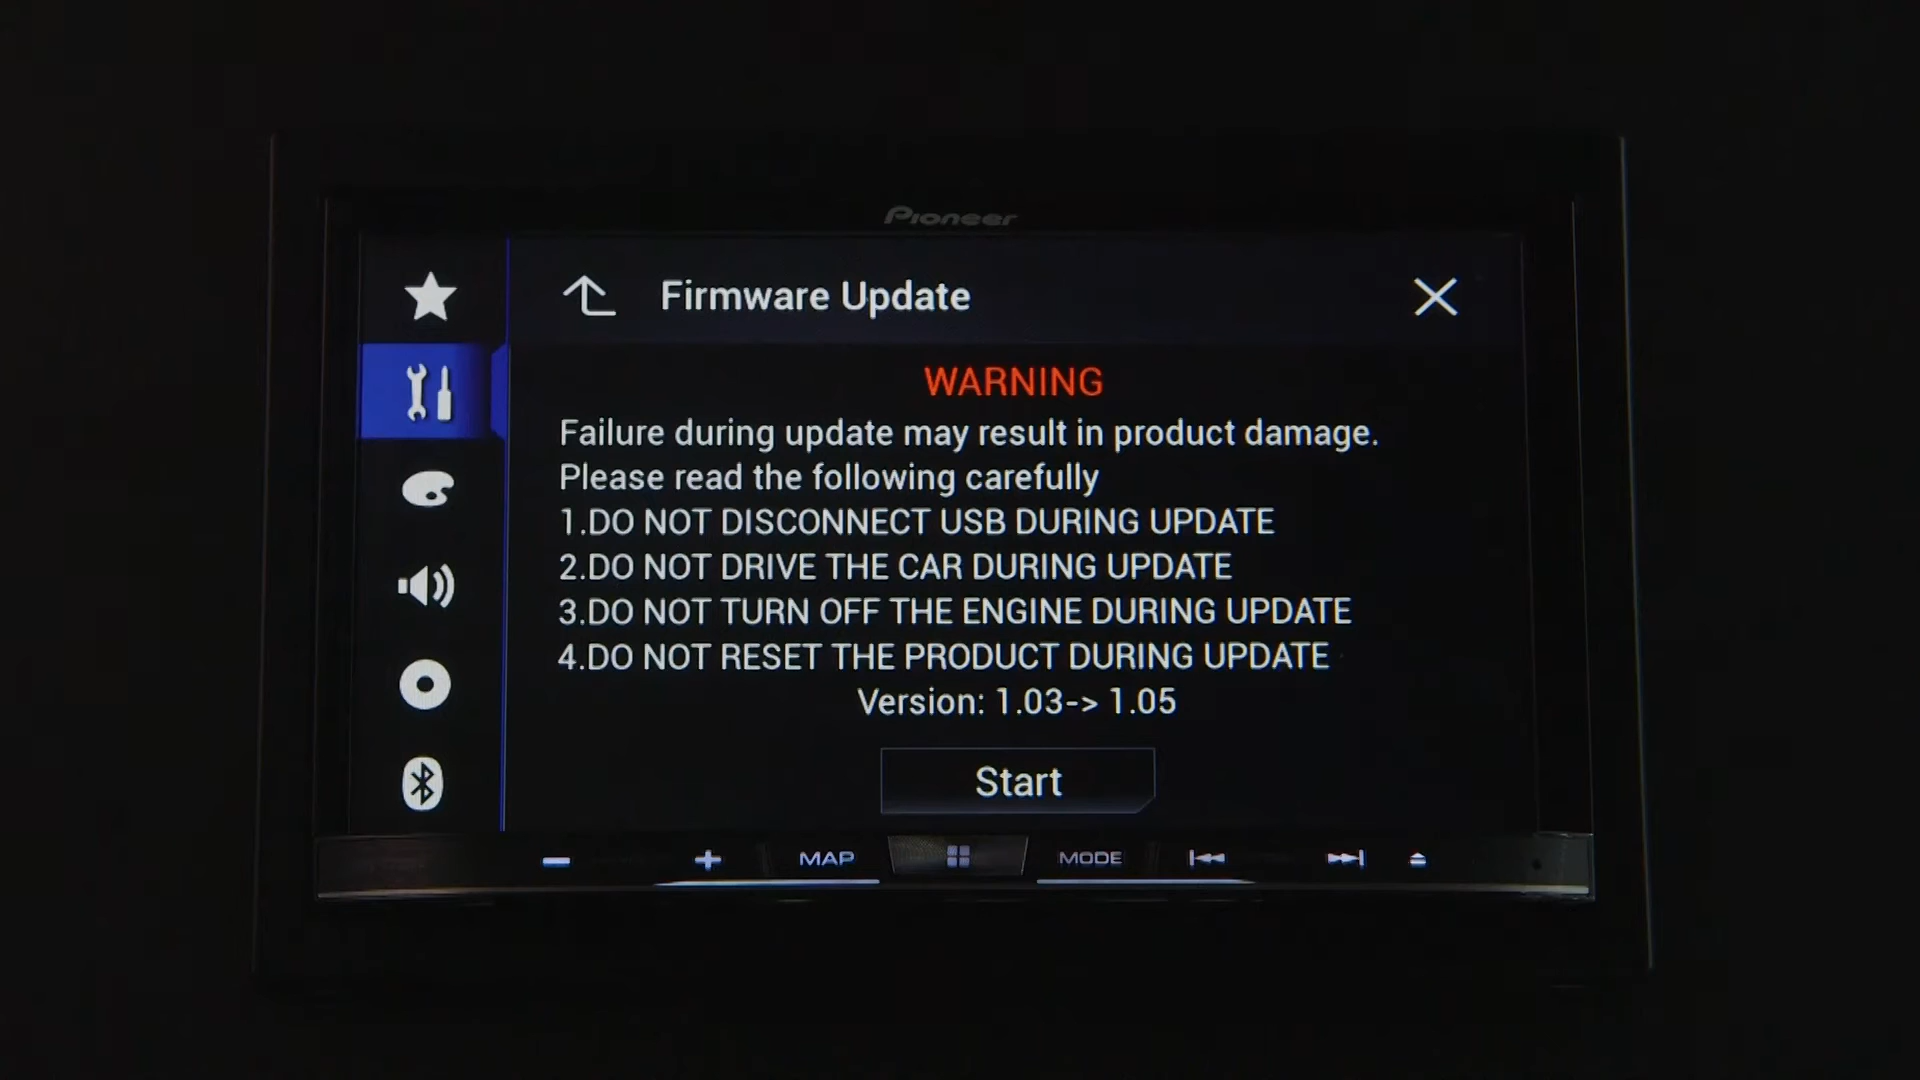 Pioneer
Firmware Update
WARNING
Failure during update may result in product damage.
Please read the following carefully
1.DO NOT DISCONNECT USB DURING UPDATE
2.DO NOT DRIVE THE CAR DURING UPDATE
3.DO NOT TURN OFF THE ENGINE DURING UPDATE
4.DO NOT RESET THE PRODUCT DURING UPDATE
Version: 1.03-> 1.05
Start
MAP MODE